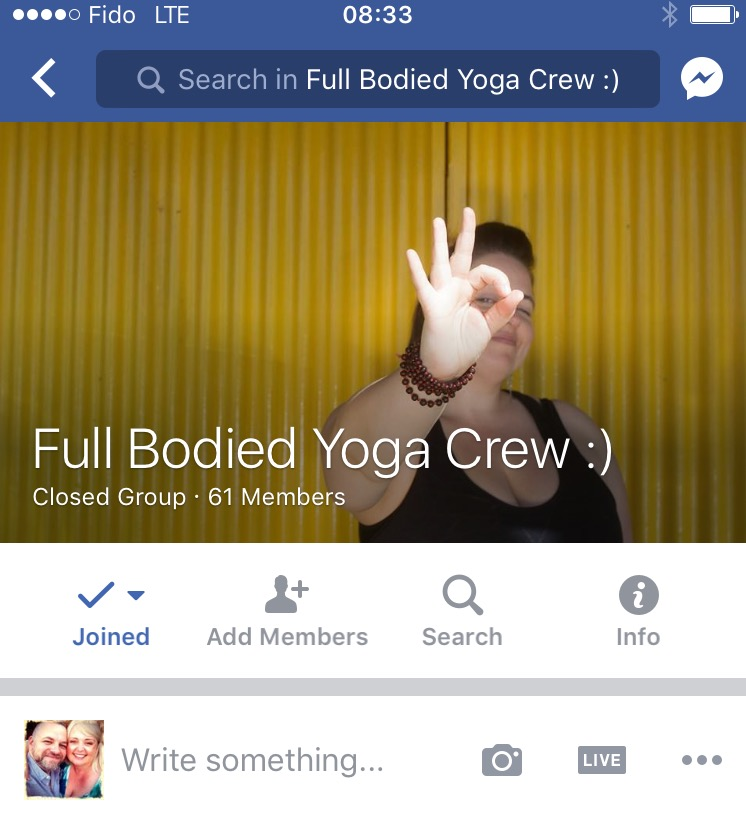 Fido LTE 08:33
Search in Full Bodied Yoga Crew :)
Full Bodied Yoga Crew :)
Closed Group · 61 Members
Joined Add Members Search Info
Write something... LIVE